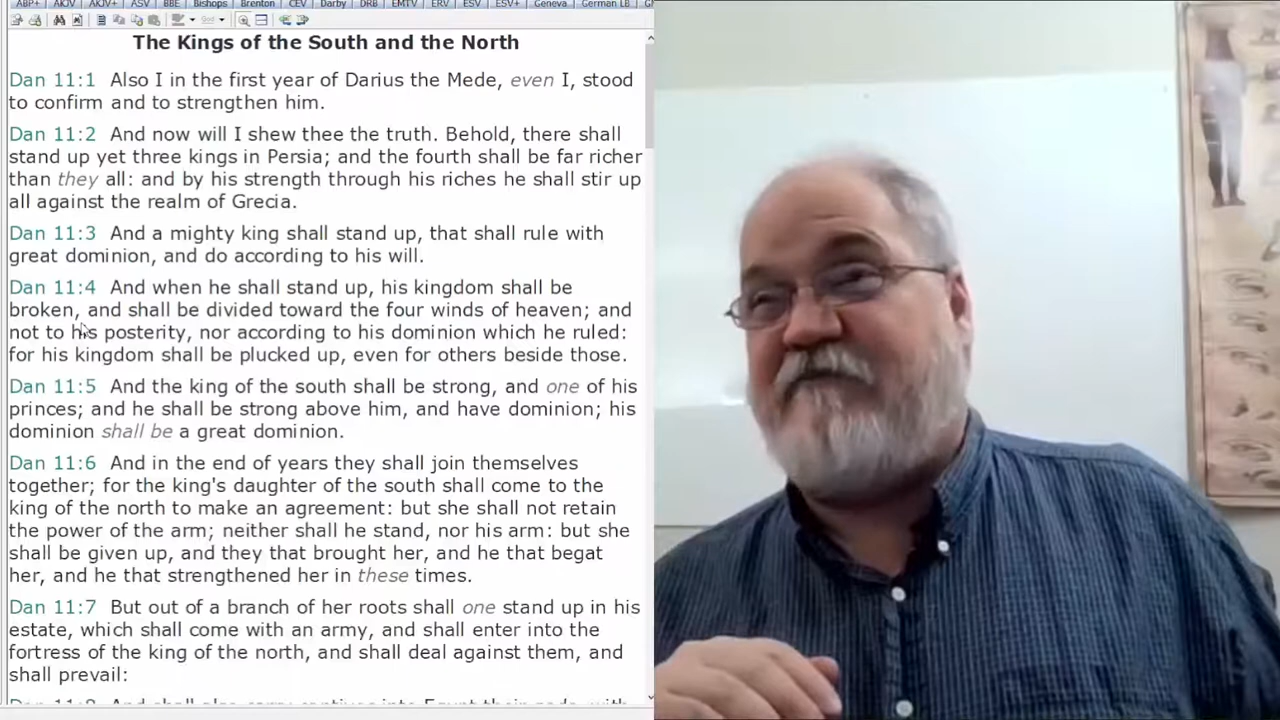 ABP+ AKJV AKJV+ ASV BBE Bishops Brenton CEV Darby DRB EMTV ERV ESV ESV+ Geneva German LB
The Kings of the South and the North
Dan 11:1 Also I in the first year of Darius the Mede, even I, stood
to confirm and to strengthen him.
Dan 11:2 And now will I shew thee the truth. Behold, there shall
stand up yet three kings in Persia; and the fourth shall be far richer
than they all: and by his strength through his riches he shall stir up
all against the realm of Grecia.
Dan 11:3 And a mighty king shall stand up, that shall rule with
great dominion, and do according to his will.
Dan 11:4 And when he shall stand up, his kingdom shall be
broken, and shall be divided toward the four winds of heaven; and
not to his posterity, nor according to his dominion which he ruled:
for his kingdom shall be plucked up, even for others beside those.
Dan 11:5 And the king of the south shall be strong, and one of his
princes; and he shall be strong above him, and have dominion; his
dominion shall be a great dominion.
Dan 11:6 And in the end of years they shall join themselves
together; for the king's daughter of the south shall come to the
king of the north to make an agreement: but she shall not retain
the power of the arm; neither shall he stand, nor his arm: but she
shall be given up, and they that brought her, and he that begat
her, and he that strengthened her in these times.
Dan 11:7 But out of a branch of her roots shall one stand up in his
estate, which shall come with an army, and shall enter into the
fortress of the king of the north, and shall deal against them, and
shall prevail: